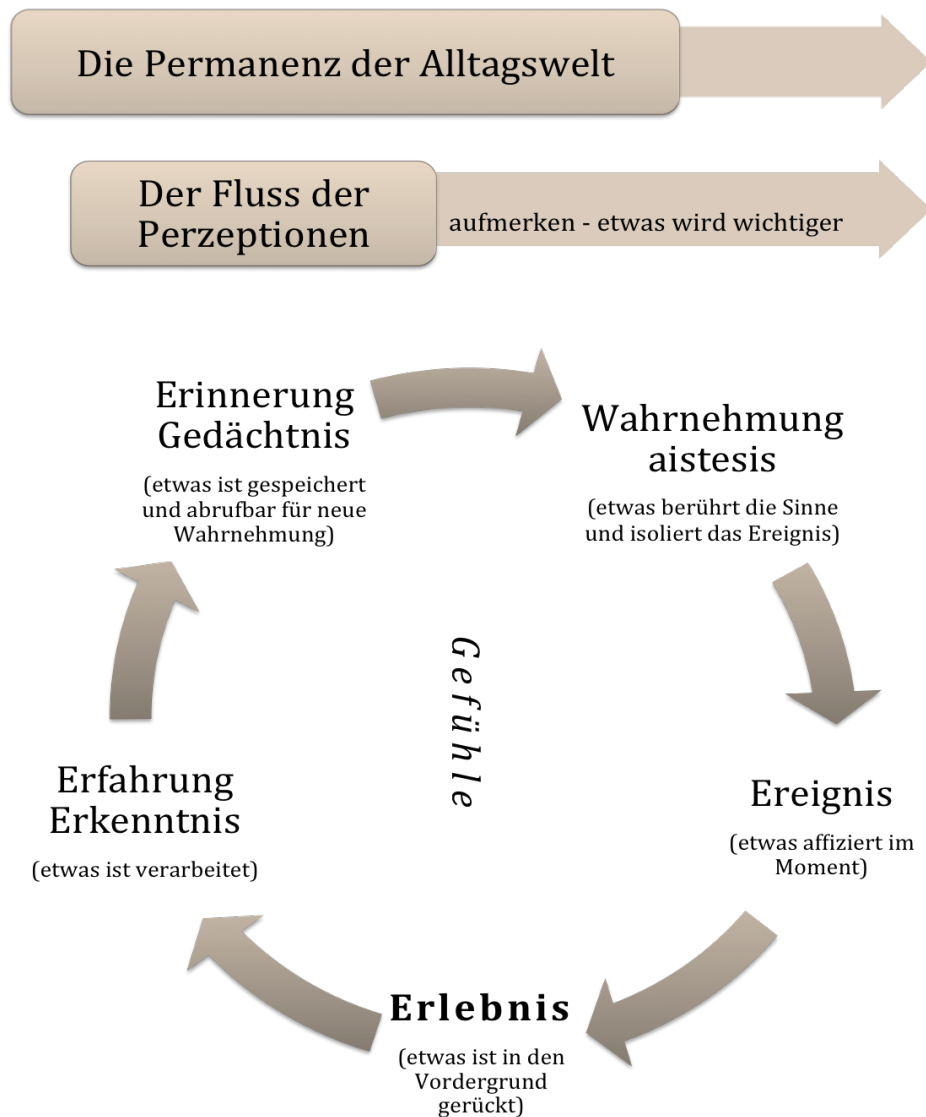 Die Permanenz der Alltagswelt
Der Fluss der
Perzeptionen
aufmerken - etwas wird wichtiger
Erinnerung
Gedächtnis
(etwas ist gespeichert
und abrufbar für neue
Wahrnehmung)
Wahrnehmung
aistesis
(etwas berührt die Sinne
und isoliert das Ereignis)
Gefühle
Erfahrung
Erkenntnis
(etwas ist verarbeitet)
Ereignis
(etwas affiziert im
Moment)
Erlebnis
(etwas ist in den
Vordergrund
gerückt)